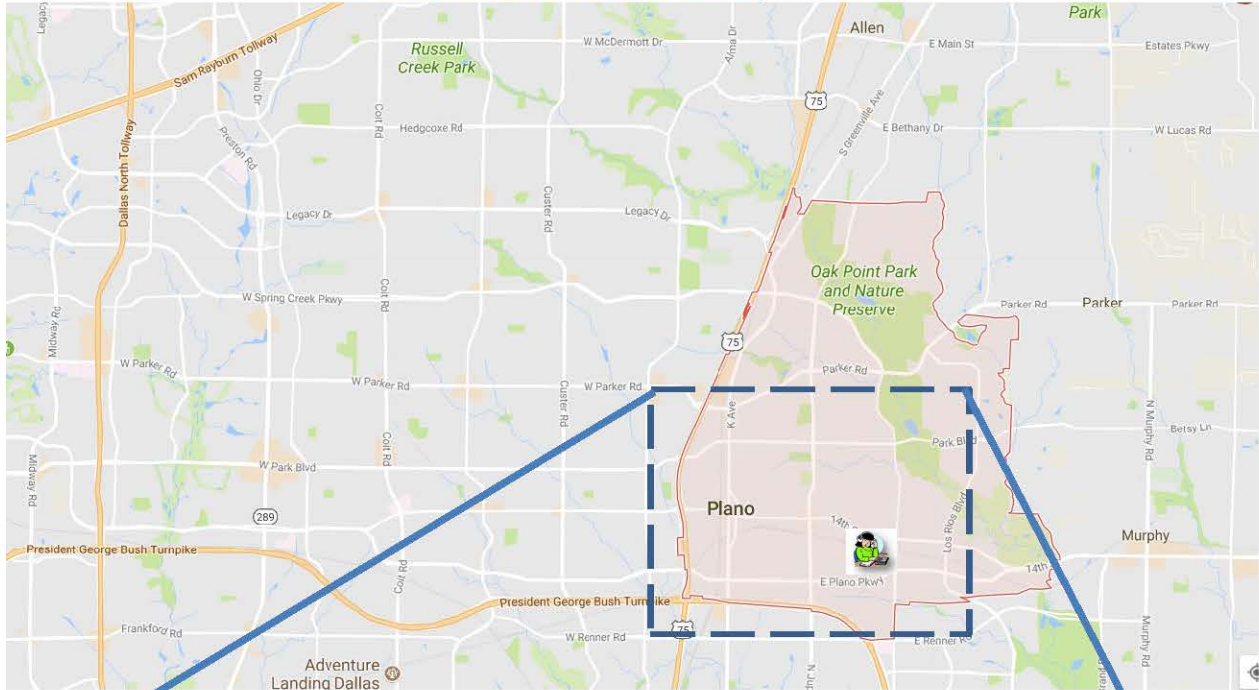 Legacy
Park
Allen
Russell
Creek Park
W McDermott Dr
Alma Dr
E Main St
Estates Pkwy
Sam Rayburn Tollway
Ohio Dr
Coit Rd
75
S Greenville Ave
Preston Rd
Hedgcoxe Rd
E Bethany Dr
W Lucas Rd
Dallas North Tollway
Custer Rd
Legacy Dr
Legacy Dr
Oak Point Park
and Nature
Preserve
W Spring Creek Pkwy
Coit Rd
Midway Rd
Parker Rd
Parker
Parker Rd
75
W Parker Rd
W Parker Rd
W Parker Rd
Parker Rd
Custer Rd
K Ave
N Murphy Rd
Betsy Ln
Park Blvd
Coit Rd
W Park Blvd
Midway Rd
Plano
Los Rios Blvd
289
14th
Murphy
President George Bush Turnpike
Coit Rd
E Plano Pkwy
14th
President George Bush Turnpike
75
Frankford Rd
W Renner Rd
E Renner
Murphy Rd
Adventure
Landing Dallas